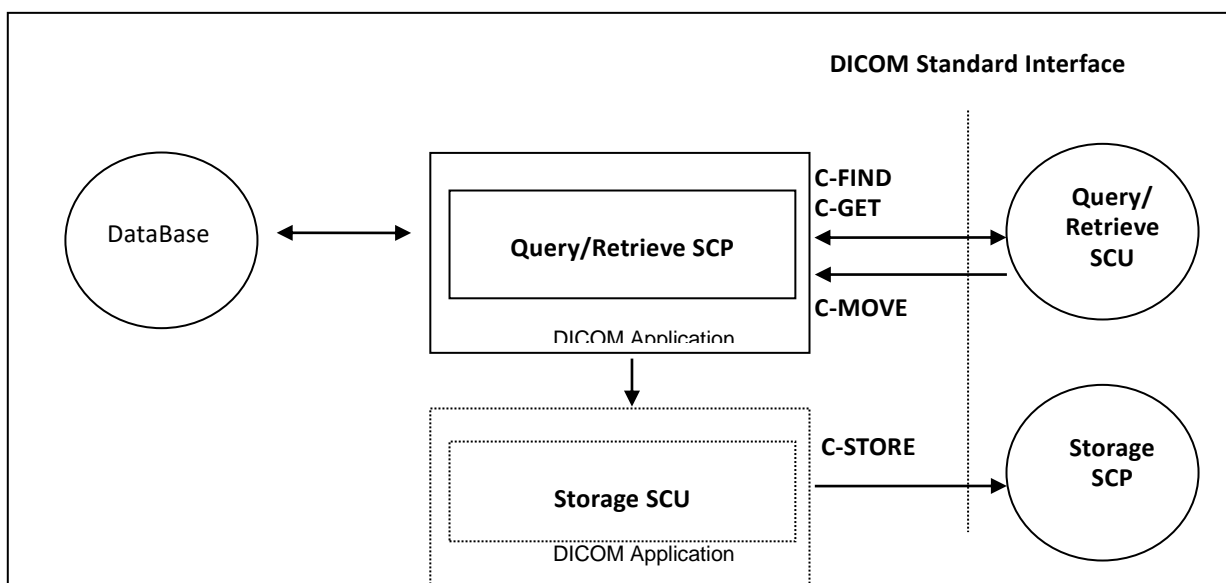 DICOM Standard Interface
DataBase
Query/Retrieve SCP
DICOM Application
C-FIND
C-GET
C-MOVE
Query/
Retrieve
SCU
Storage SCU
DICOM Application
C-STORE
Storage
SCP